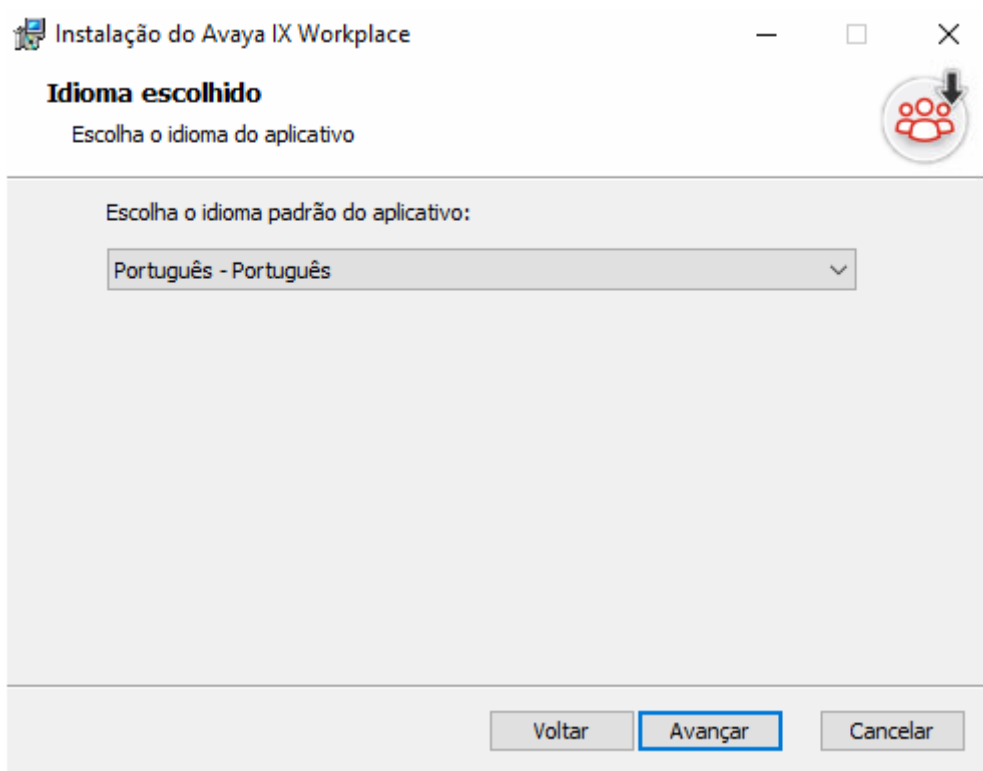 Instalação do Avaya IX Workplace
Idioma escolhido
Escolha o idioma do aplicativo
Escolha o idioma padrão do aplicativo:
Português - Português
Voltar Avançar Cancelar